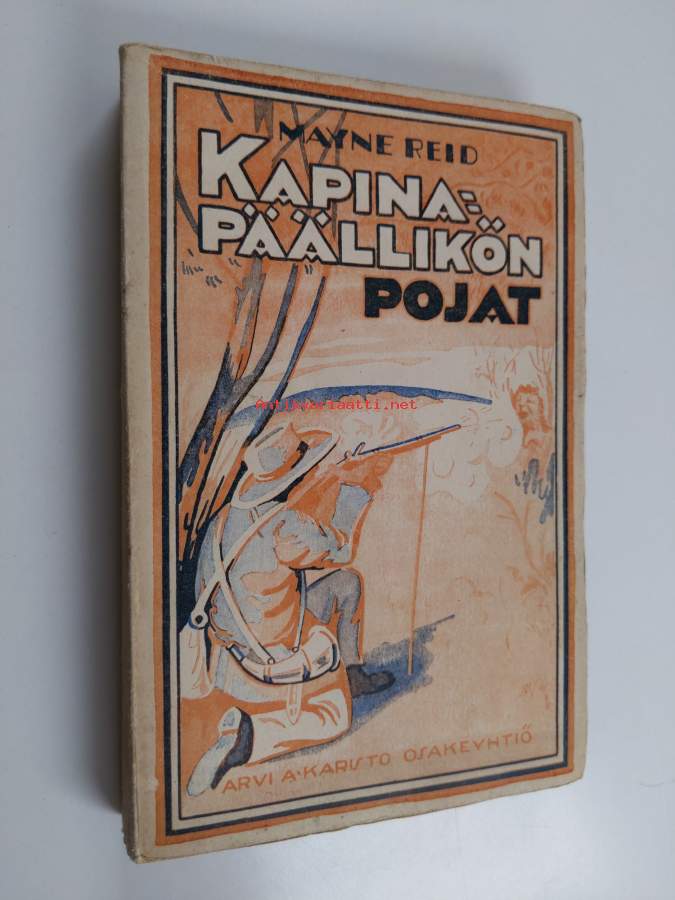 MAYNE REID
KAPINA=
PÄÄLLIKÖN
POJAT
Antikvariaatti.net
ARVI A. KARISTO OSAKEYHTIÖ